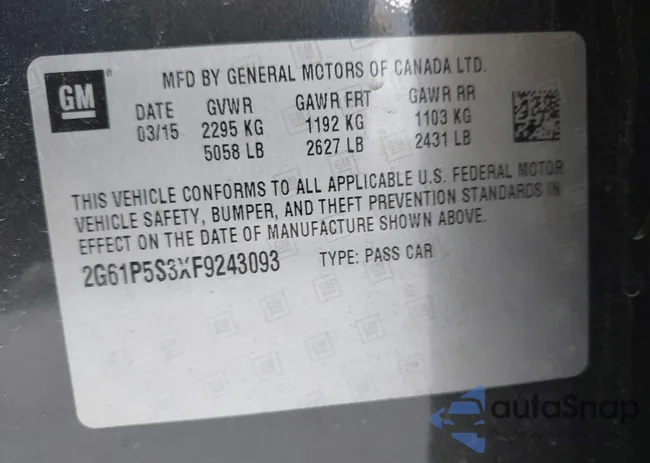 GM
MFD BY GENERAL MOTORS OF CANADA LTD.
DATE GVWR GAWR FRT GAWR RR
03/15 2295 KG 1192 KG 1103 KG
5058 LB 2627 LB 2431 LB
THIS VEHICLE CONFORMS TO ALL APPLICABLE U.S. FEDERAL MOTOR
VEHICLE SAFETY, BUMPER, AND THEFT PREVENTION STANDARDS IN
EFFECT ON THE DATE OF MANUFACTURE SHOWN ABOVE.
2G61P5S3XF9243093 TYPE: PASS CAR
autoSnap